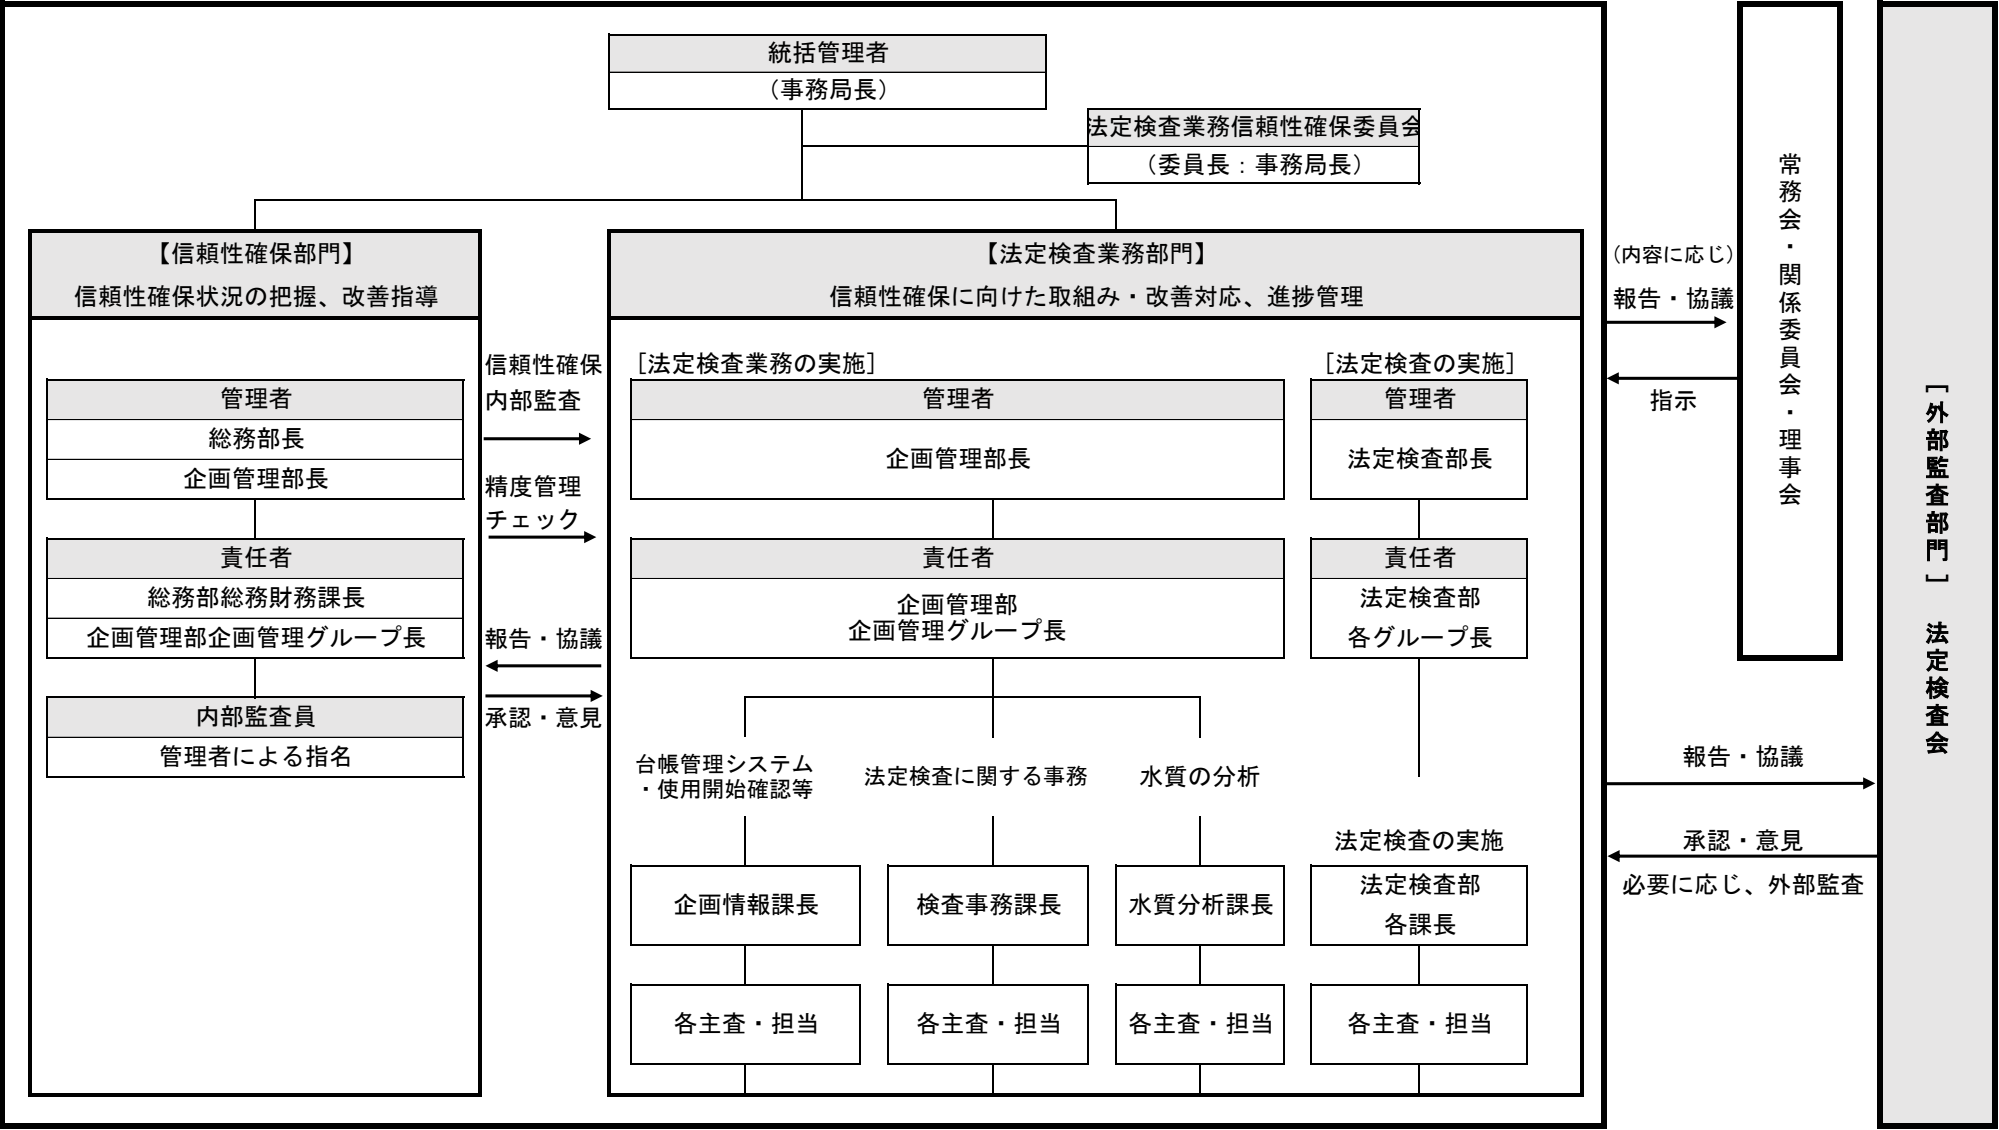 統括管理者
（事務局長）
法定検査業務信頼性確保委員会
（委員長：事務局長）
【信頼性確保部門】
信頼性確保状況の把握、改善指導
管理者
総務部長
企画管理部長
責任者
総務部総務財務課長
企画管理部企画管理グループ長
内部監査員
管理者による指名
信頼性確保
内部監査
精度管理
チェック
報告・協議
承認・意見
【法定検査業務部門】
信頼性確保に向けた取組み・改善対応、進捗管理
［法定検査業務の実施］
管理者
企画管理部長
責任者
企画管理部
企画管理グループ長
台帳管理システム
・使用開始確認等
法定検査に関する事務
水質の分析
企画情報課長
検査事務課長
水質分析課長
各主査・担当
各主査・担当
各主査・担当
［法定検査の実施］
管理者
法定検査部長
責任者
法定検査部
各グループ長
法定検査の実施
法定検査部
各課長
各主査・担当
（内容に応じ）
報告・協議
指示
常務会・関係委員会・理事会
報告・協議
承認・意見
必要に応じ、外部監査
［外部監査部門］　法定検査会